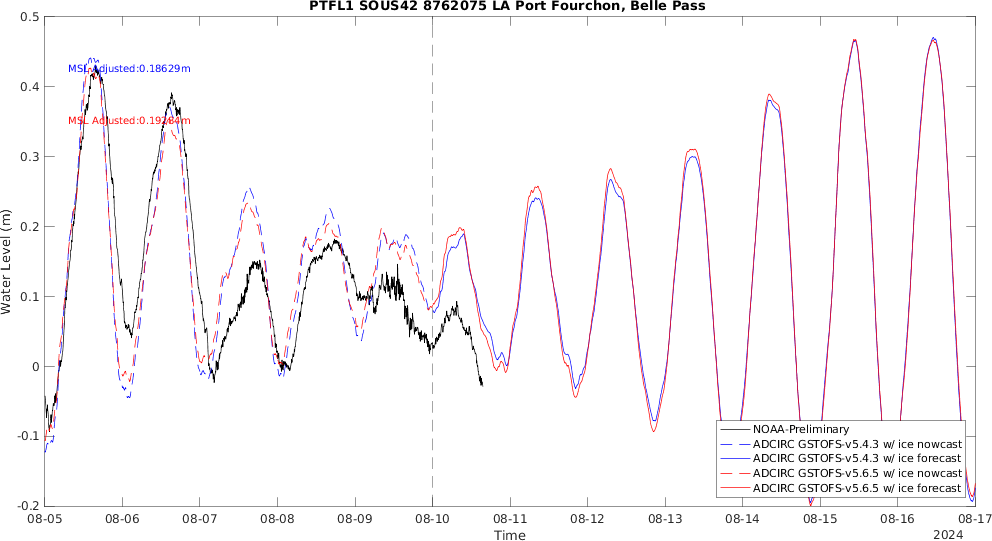 PTFL1 SOUS42 8762075 LA Port Fourchon, Belle Pass
0.5
0.4
0.3
0.2
0.1
0
-0.1
-0.2
Water Level (m)
MSL Adjusted:0.18629m
MSL Adjusted:0.19284m
NOAA-Preliminary
ADCIRC GSTOFS-v5.4.3 w/ ice nowcast
ADCIRC GSTOFS-v5.4.3 w/ ice forecast
ADCIRC GSTOFS-v5.6.5 w/ ice nowcast
ADCIRC GSTOFS-v5.6.5 w/ ice forecast
08-05 08-06 08-07 08-08 08-09 08-10 08-11 08-12 08-13 08-14 08-15 08-16 08-17
Time
2024